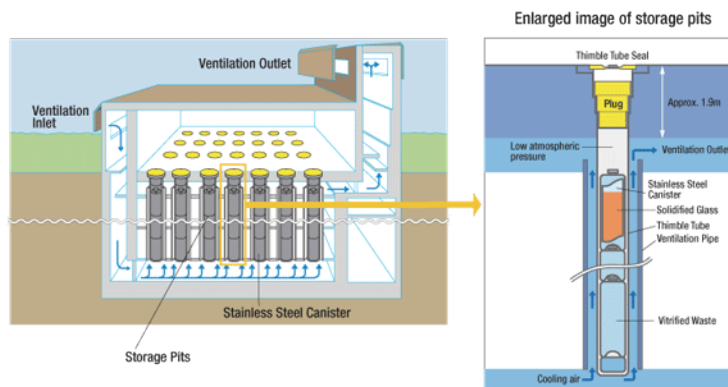 Enlarged image of storage pits
Ventilation Outlet
Ventilation
Inlet
Stainless Steel Canister
Storage Pits
Thimble Tube Seal
Plug
Approx. 1.9m
Low atmospheric
pressure
Ventilation Outlet
Stainless Steel
Canister
Solidified Glass
Thimble Tube
Ventilation Pipe
Vitrified Waste
Cooling air